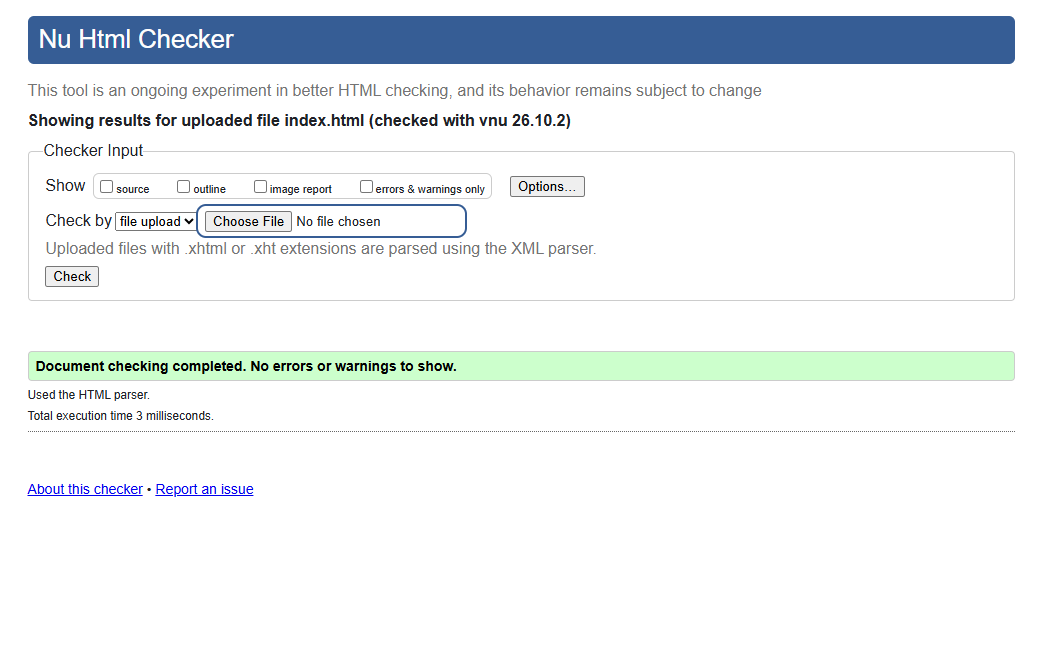 Nu Html Checker
This tool is an ongoing experiment in better HTML checking, and its behavior remains subject to change
Showing results for uploaded file index.html (checked with vnu 26.10.2)
Checker Input
Show source outline image report errors & warnings only Options...
Check by file upload Choose File No file chosen
Uploaded files with .xhtml or .xht extensions are parsed using the XML parser.
Check
Document checking completed. No errors or warnings to show.
Used the HTML parser.
Total execution time 3 milliseconds.
About this checker • Report an issue